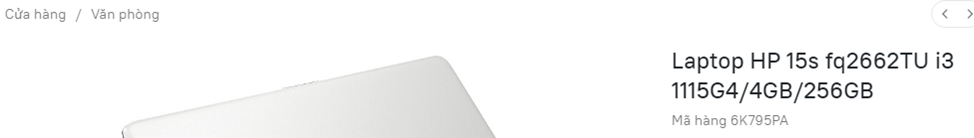 Cửa hàng / Văn phòng
Laptop HP 15s fq2662TU i3
1115G4/4GB/256GB
Mã hàng 6K795PA